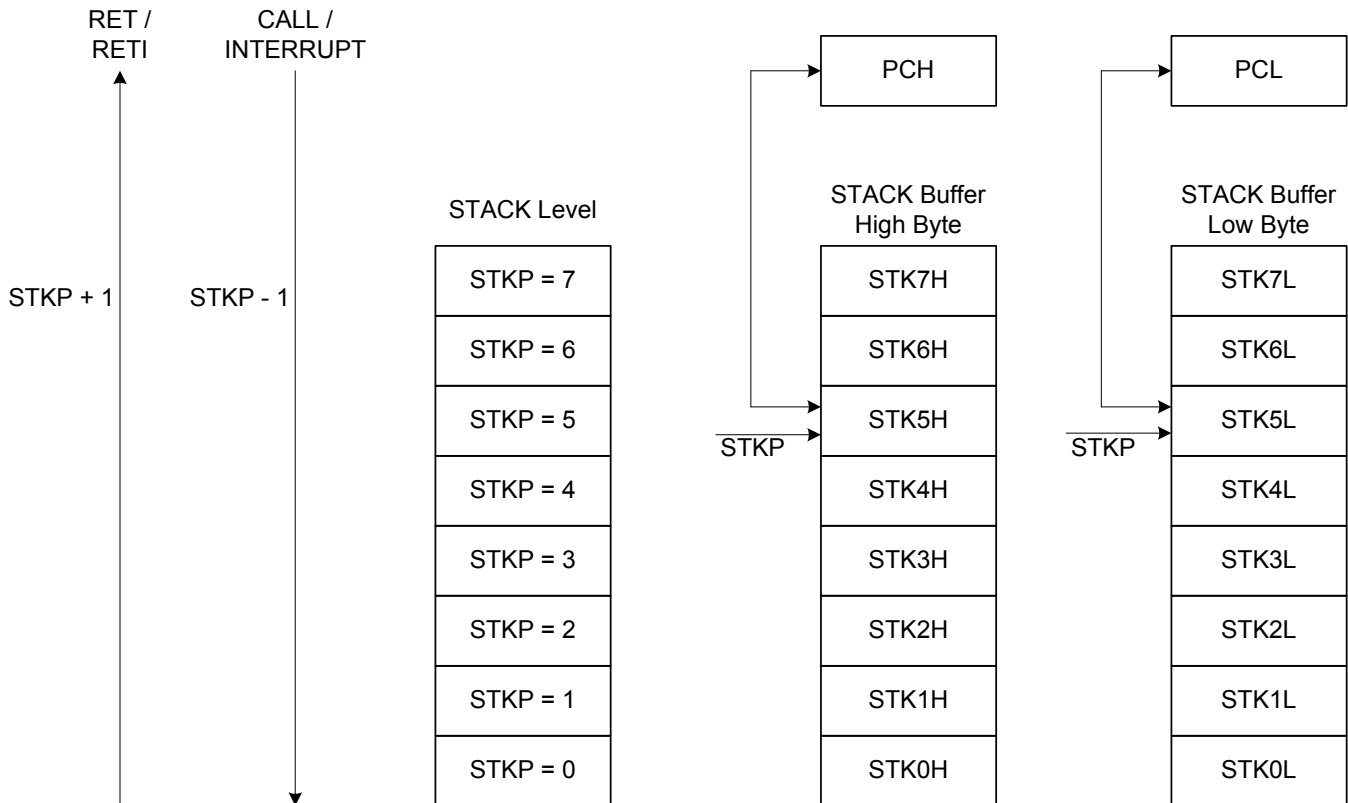 RET /
RETI
CALL /
INTERRUPT
PCH
PCL
STKP + 1
STKP - 1
STACK Level
STKP = 7
STKP = 6
STKP = 5
STKP = 4
STKP = 3
STKP = 2
STKP = 1
STKP = 0
STACK Buffer
High Byte
STK7H
STK6H
STK5H
STK4H
STK3H
STK2H
STK1H
STK0H
STKP
STACK Buffer
Low Byte
STK7L
STK6L
STK5L
STK4L
STK3L
STK2L
STK1L
STK0L
STKP